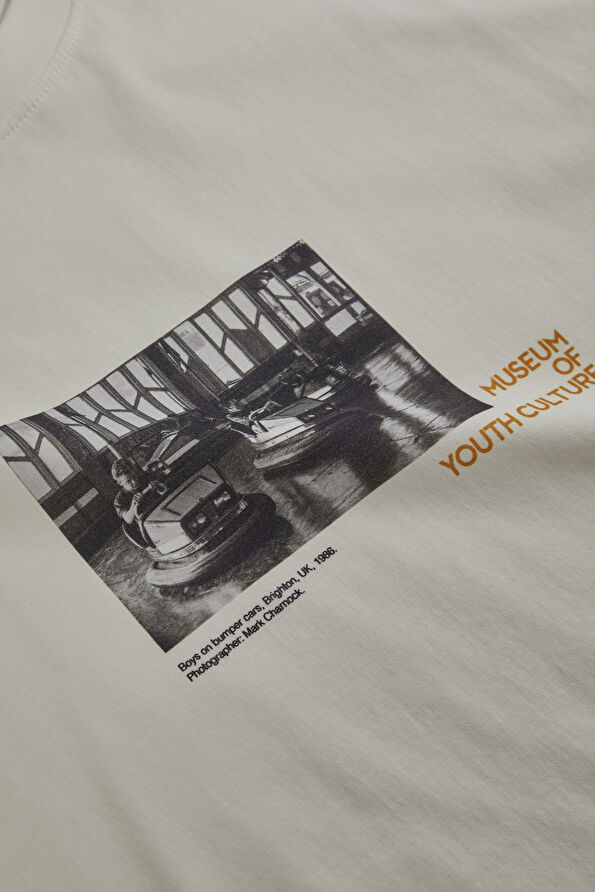 MUSEUM
OF
YOUTH CULTURE
Boys on bumper cars, Brighton, UK, 1986.
Photographer: Mark Charnock.